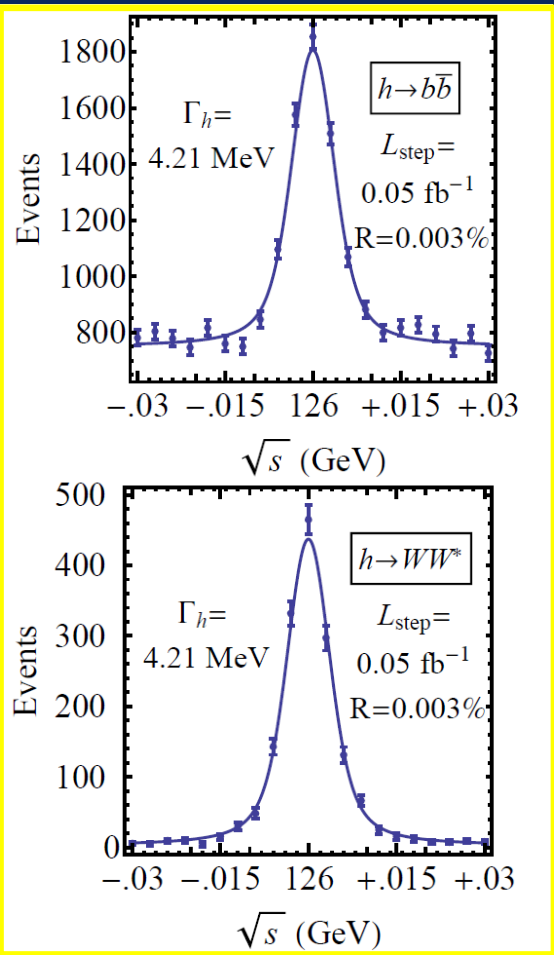 1800
1600
1400
1200
1000
800
Events
Γh=
4.21 MeV
h→bb̅
Lstep=
0.05 fb⁻¹
R=0.003%
−.03 −.015 126 +.015 +.03
√s (GeV)
500
400
300
200
100
0
Events
Γh=
4.21 MeV
h→WW*
Lstep=
0.05 fb⁻¹
R=0.003%
−.03 −.015 126 +.015 +.03
√s (GeV)